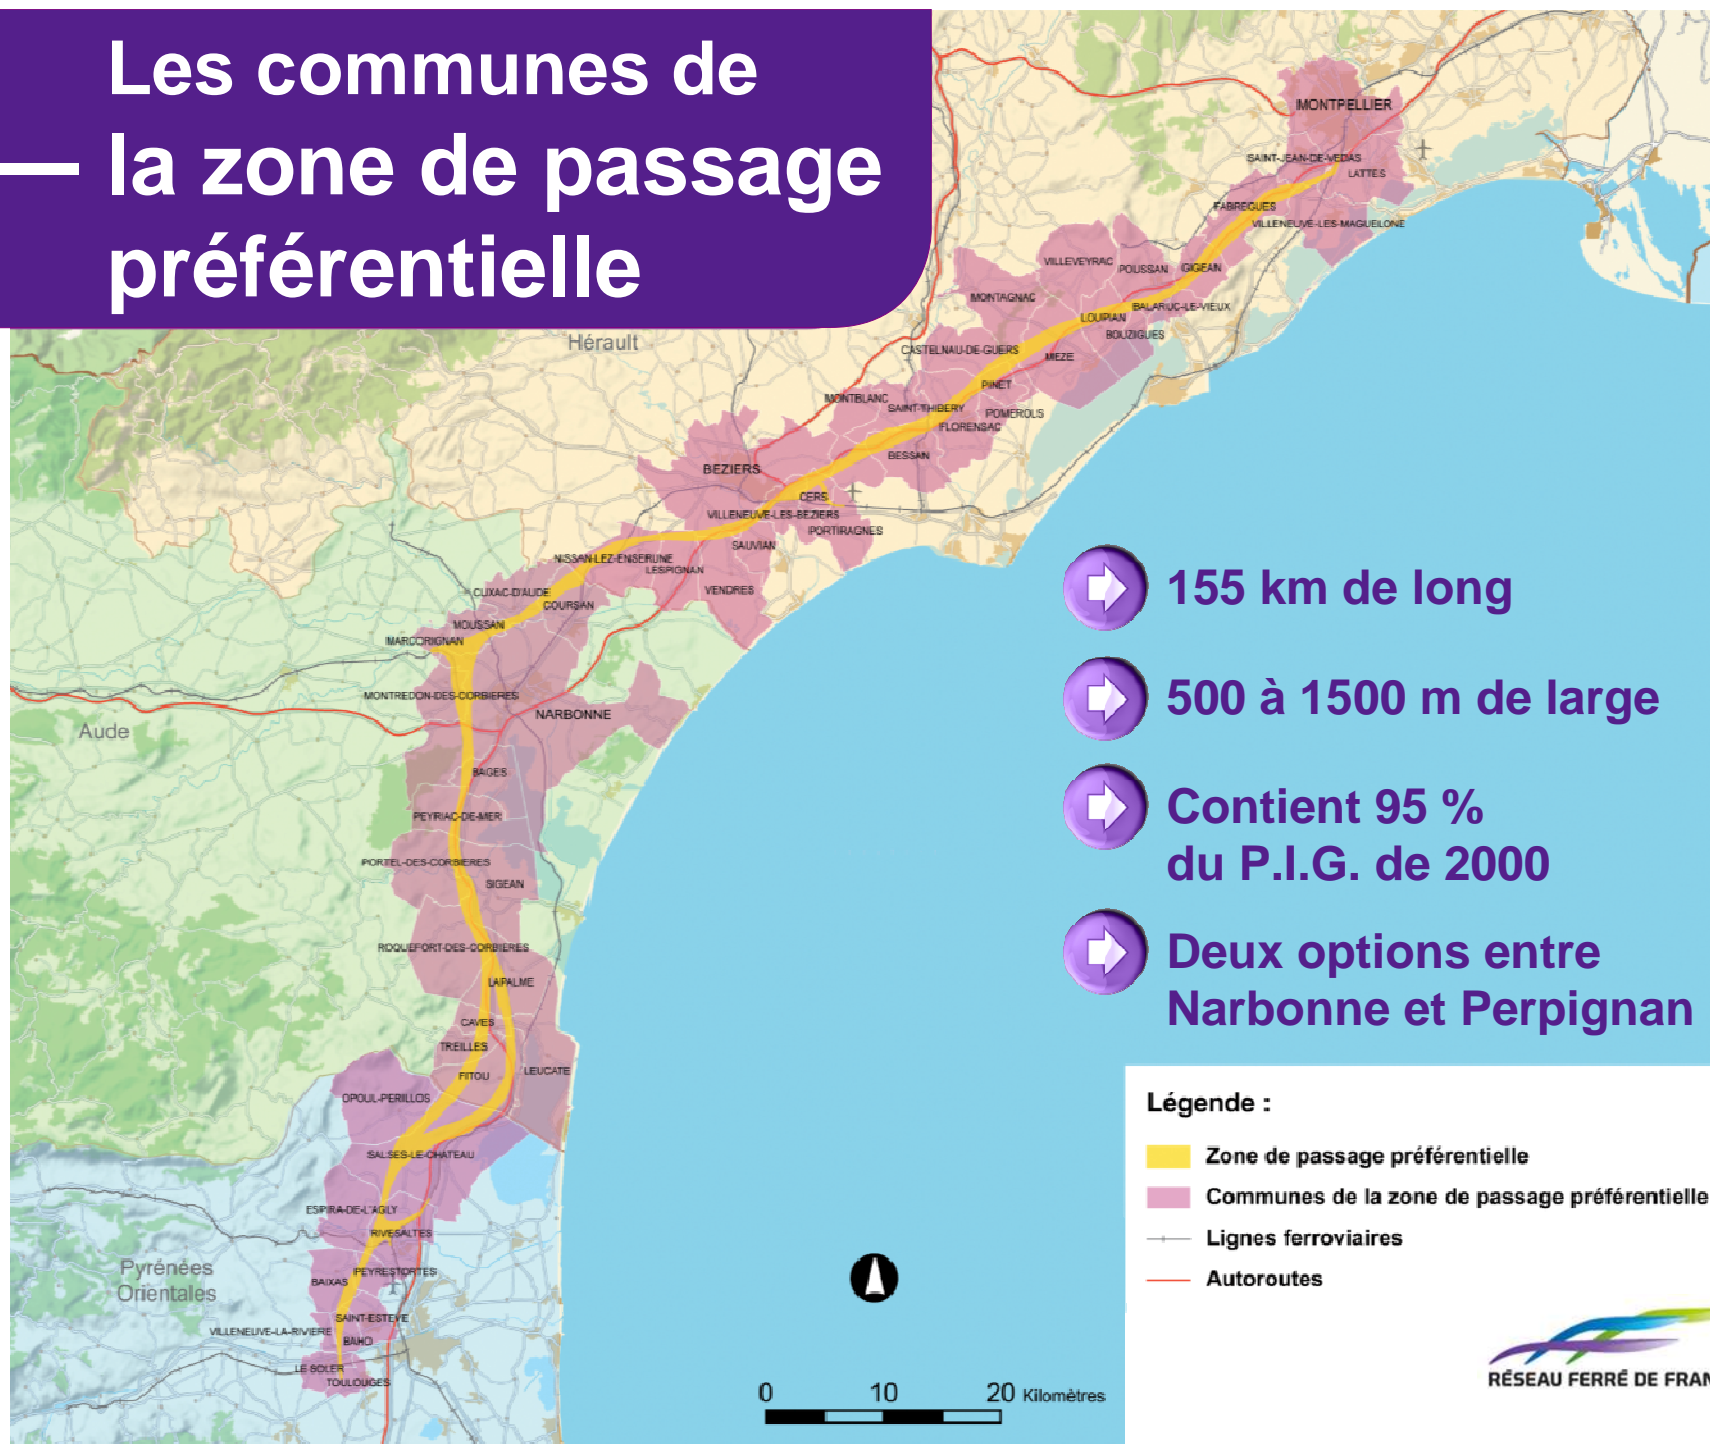 Les communes de
la zone de passage
préférentielle
MONTPELLIER
SAINT-JEAN-DE-VEDAS
LATTES
FABREGUES
VILLENEUVE-LES-MAGUELONE
VILLEVEYRAC
POUSSAN
GIGEAN
MONTAGNAC
BALARUC-LE-VIEUX
LOUPIAN
BOUZIGUES
Hérault
CASTELNAU-DE-GUERS
MEZE
PINET
MONTBLANC
SAINT-THIBERY
POMEROLS
FLORENSAC
BESSAN
BEZIERS
CERS
VILLENEUVE-LES-BEZIERS
PORTIRAGNES
SAUVIAN
NISSAN-LEZ-ENSERUNE
LESPIGNAN
VENDRES
CUXAC-D'AUDE
COURSAN
MOUSSAN
MARCORIGNAN
MONTREDON-DES-CORBIERES
NARBONNE
Aude
BAGES
PEYRIAC-DE-MER
PORTEL-DES-CORBIERES
SIGEAN
ROQUEFORT-DES-CORBIERES
LAPALME
CAVES
TREILLES
FITOU
LEUCATE
OPOUL-PERILLOS
SALSES-LE-CHATEAU
ESPIRA-DE-L'AGLY
RIVESALTES
Pyrénées
Orientales
PEYRESTORTES
BAIXAS
SAINT-ESTEVE
VILLENEUVE-LA-RIVIERE
BAHO
LE-SOLER
TOULOUGES
155 km de long
500 à 1500 m de large
Contient 95 %
du P.I.G. de 2000
Deux options entre
Narbonne et Perpignan
Légende :
Zone de passage préférentielle
Communes de la zone de passage préférentielle
Lignes ferroviaires
Autoroutes
0 10 20 Kilomètres
RÉSEAU FERRÉ DE FRAN